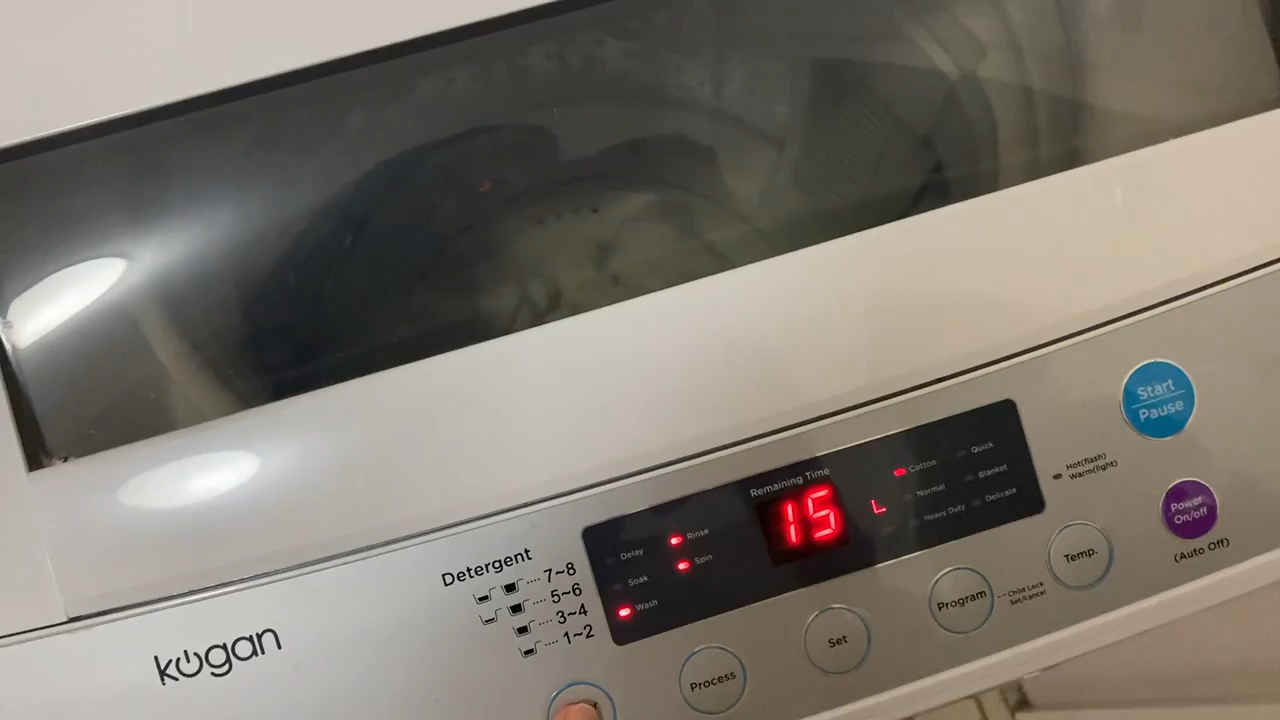 Start
Pause
Hot(flash)
Warm(light)
Power
On/off
(Auto Off)
Temp.
Remaining Time
15
L
Cotton
Quick
Normal
Blanket
Heavy Duty
Delicate
Delay
Rinse
Soak
Spin
Wash
Detergent
7~8
5~6
3~4
1~2
Process
Set
Program
Child Lock
Set/cancel
kogan